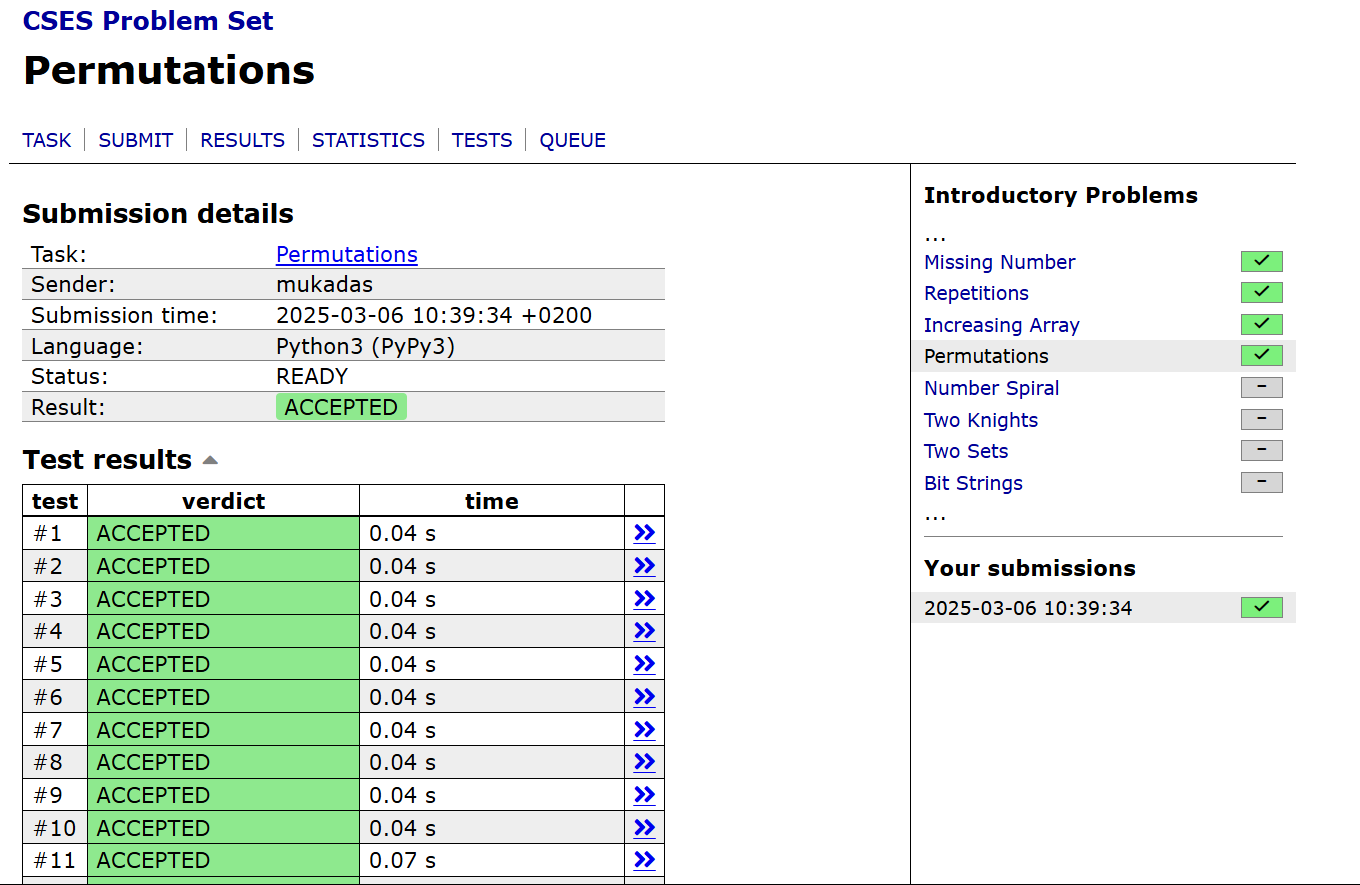 CSES Problem Set
Permutations
TASK SUBMIT RESULTS STATISTICS TESTS QUEUE
Submission details
Task: Permutations
Sender: mukadas
Submission time: 2025-03-06 10:39:34 +0200
Language: Python3 (PyPy3)
Status: READY
Result: ACCEPTED
Test results
test verdict time
#1 ACCEPTED 0.04 s »
#2 ACCEPTED 0.04 s »
#3 ACCEPTED 0.04 s »
#4 ACCEPTED 0.04 s »
#5 ACCEPTED 0.04 s »
#6 ACCEPTED 0.04 s »
#7 ACCEPTED 0.04 s »
#8 ACCEPTED 0.04 s »
#9 ACCEPTED 0.04 s »
#10 ACCEPTED 0.04 s »
#11 ACCEPTED 0.07 s »
Introductory Problems
...
Missing Number
Repetitions
Increasing Array
Permutations
Number Spiral –
Two Knights –
Two Sets –
Bit Strings –
...
Your submissions
2025-03-06 10:39:34